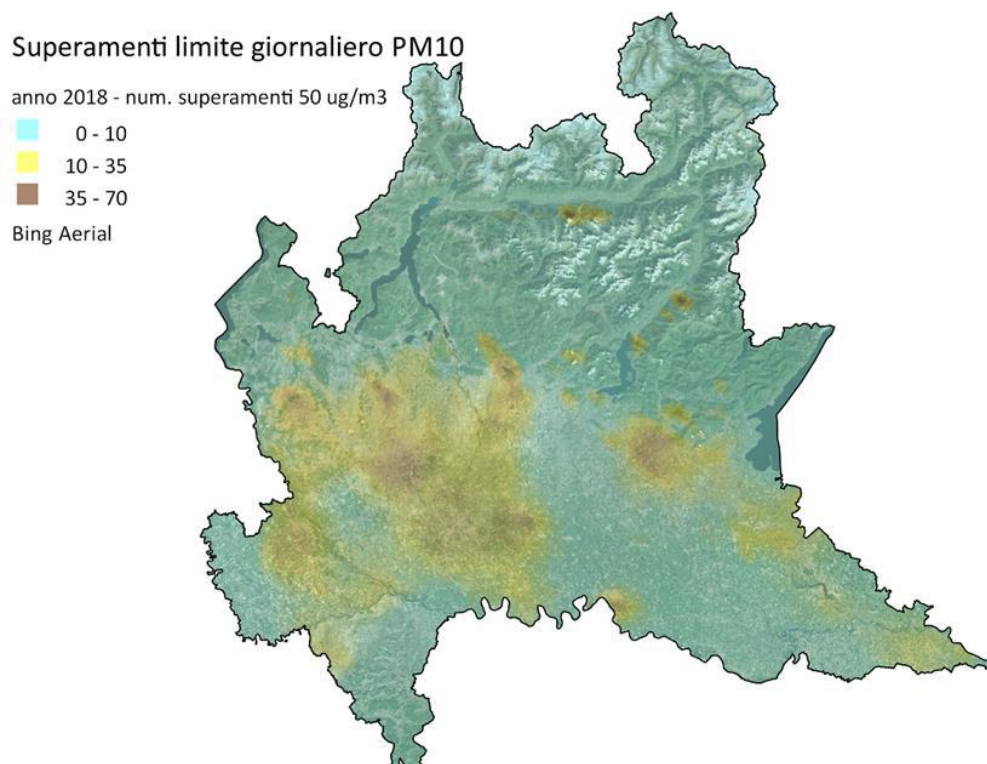 Superamenti limite giornaliero PM10
anno 2018 - num. superamenti 50 ug/m3
0 - 10
10 - 35
35 - 70
Bing Aerial